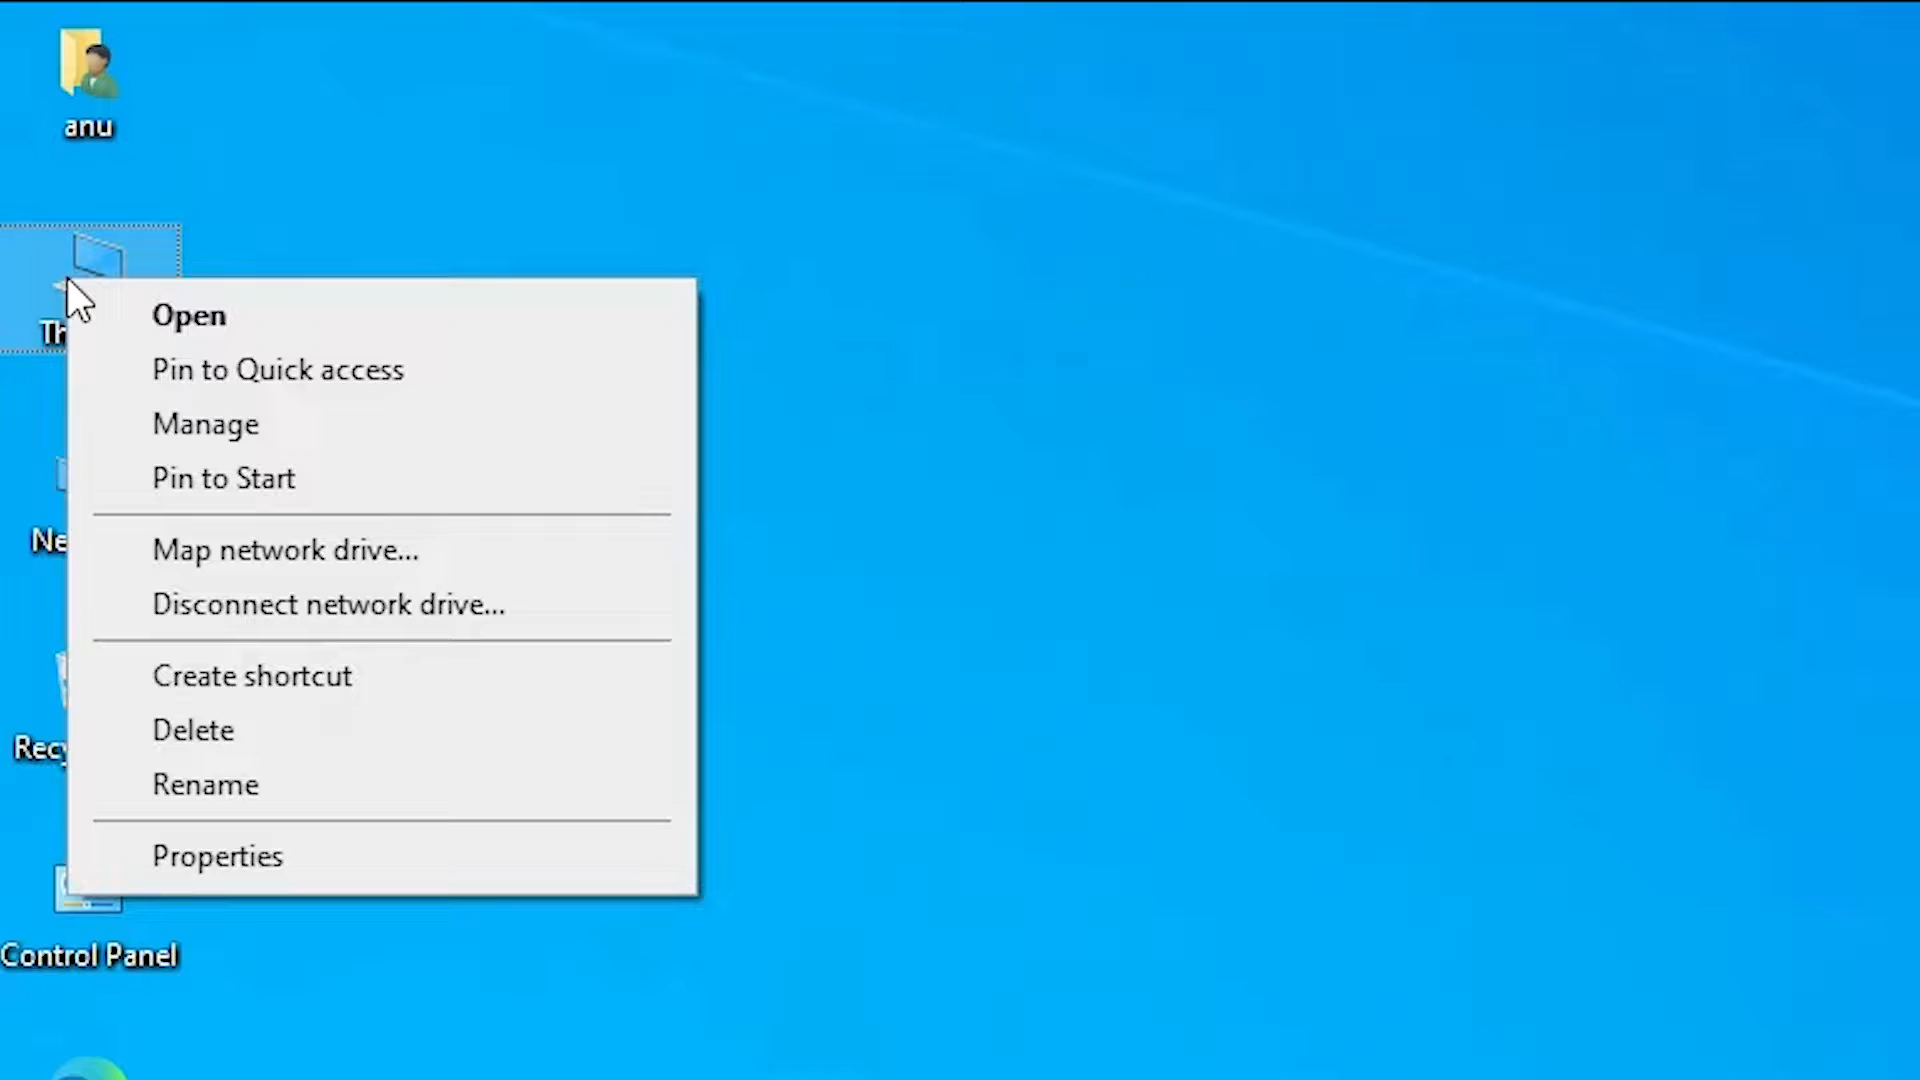 anu
Th
Open
Pin to Quick access
Manage
Pin to Start
Ne
Map network drive...
Disconnect network drive...
Create shortcut
Recy
Delete
Rename
Properties
Control Panel